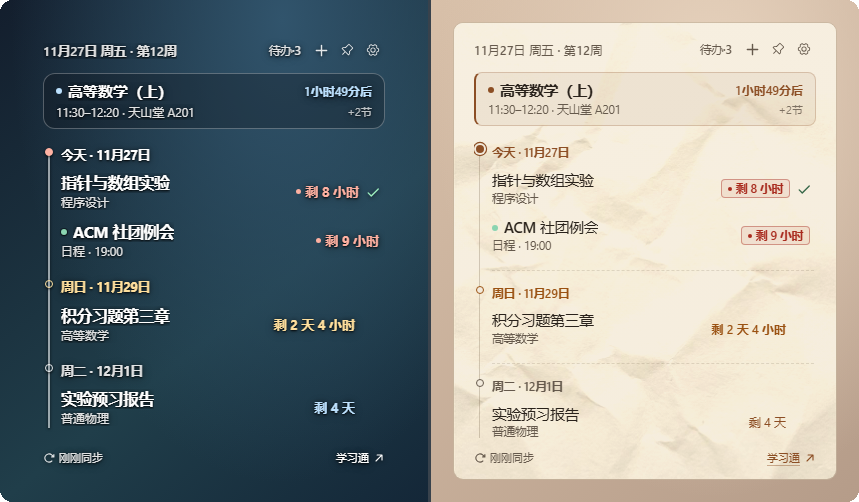 11月27日 周五 · 第12周
待办·3
高等数学（上）
1小时49分后
11:30–12:20 · 天山堂 A201
+2节
今天 · 11月27日
指针与数组实验
剩 8 小时
程序设计
ACM 社团例会
剩 9 小时
日程 · 19:00
周日 · 11月29日
积分习题第三章
剩 2 天 4 小时
高等数学
周二 · 12月1日
实验预习报告
剩 4 天
普通物理
刚刚同步
学习通
11月27日 周五 · 第12周
待办·3
高等数学（上）
1小时49分后
11:30–12:20 · 天山堂 A201
+2节
今天 · 11月27日
指针与数组实验
剩 8 小时
程序设计
ACM 社团例会
剩 9 小时
日程 · 19:00
周日 · 11月29日
积分习题第三章
剩 2 天 4 小时
高等数学
周二 · 12月1日
实验预习报告
剩 4 天
普通物理
刚刚同步
学习通